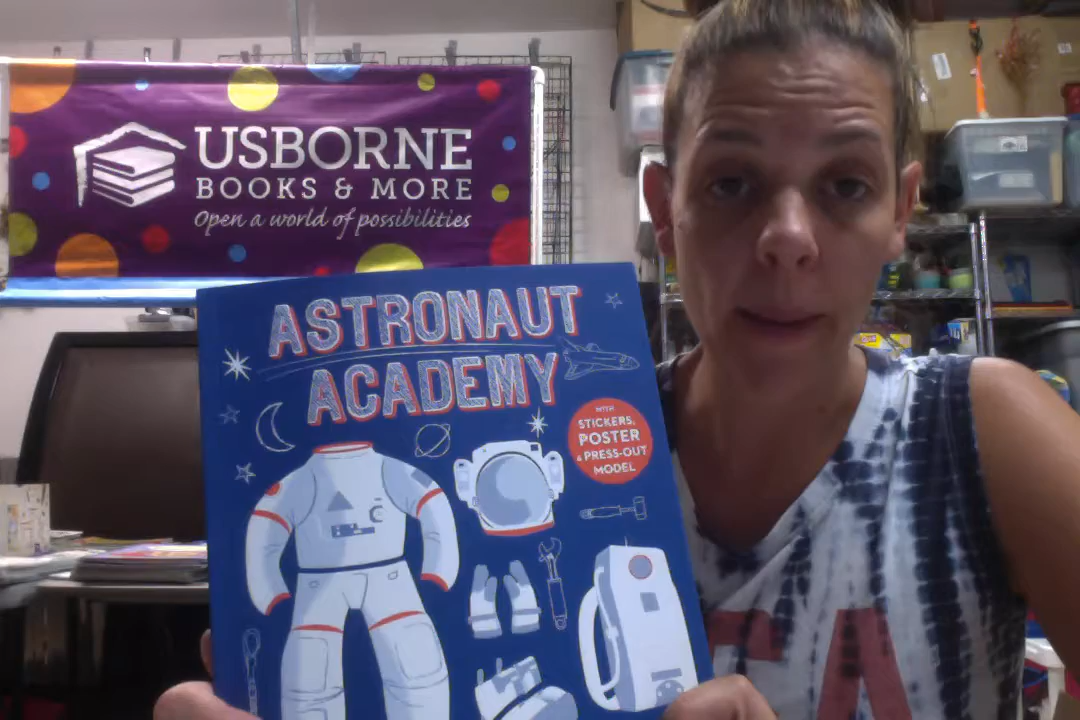 USBORNE
BOOKS & MORE
Open a world of possibilities
ASTRONAUT
ACADEMY
WITH
STICKERS,
POSTER
& PRESS-OUT
MODEL